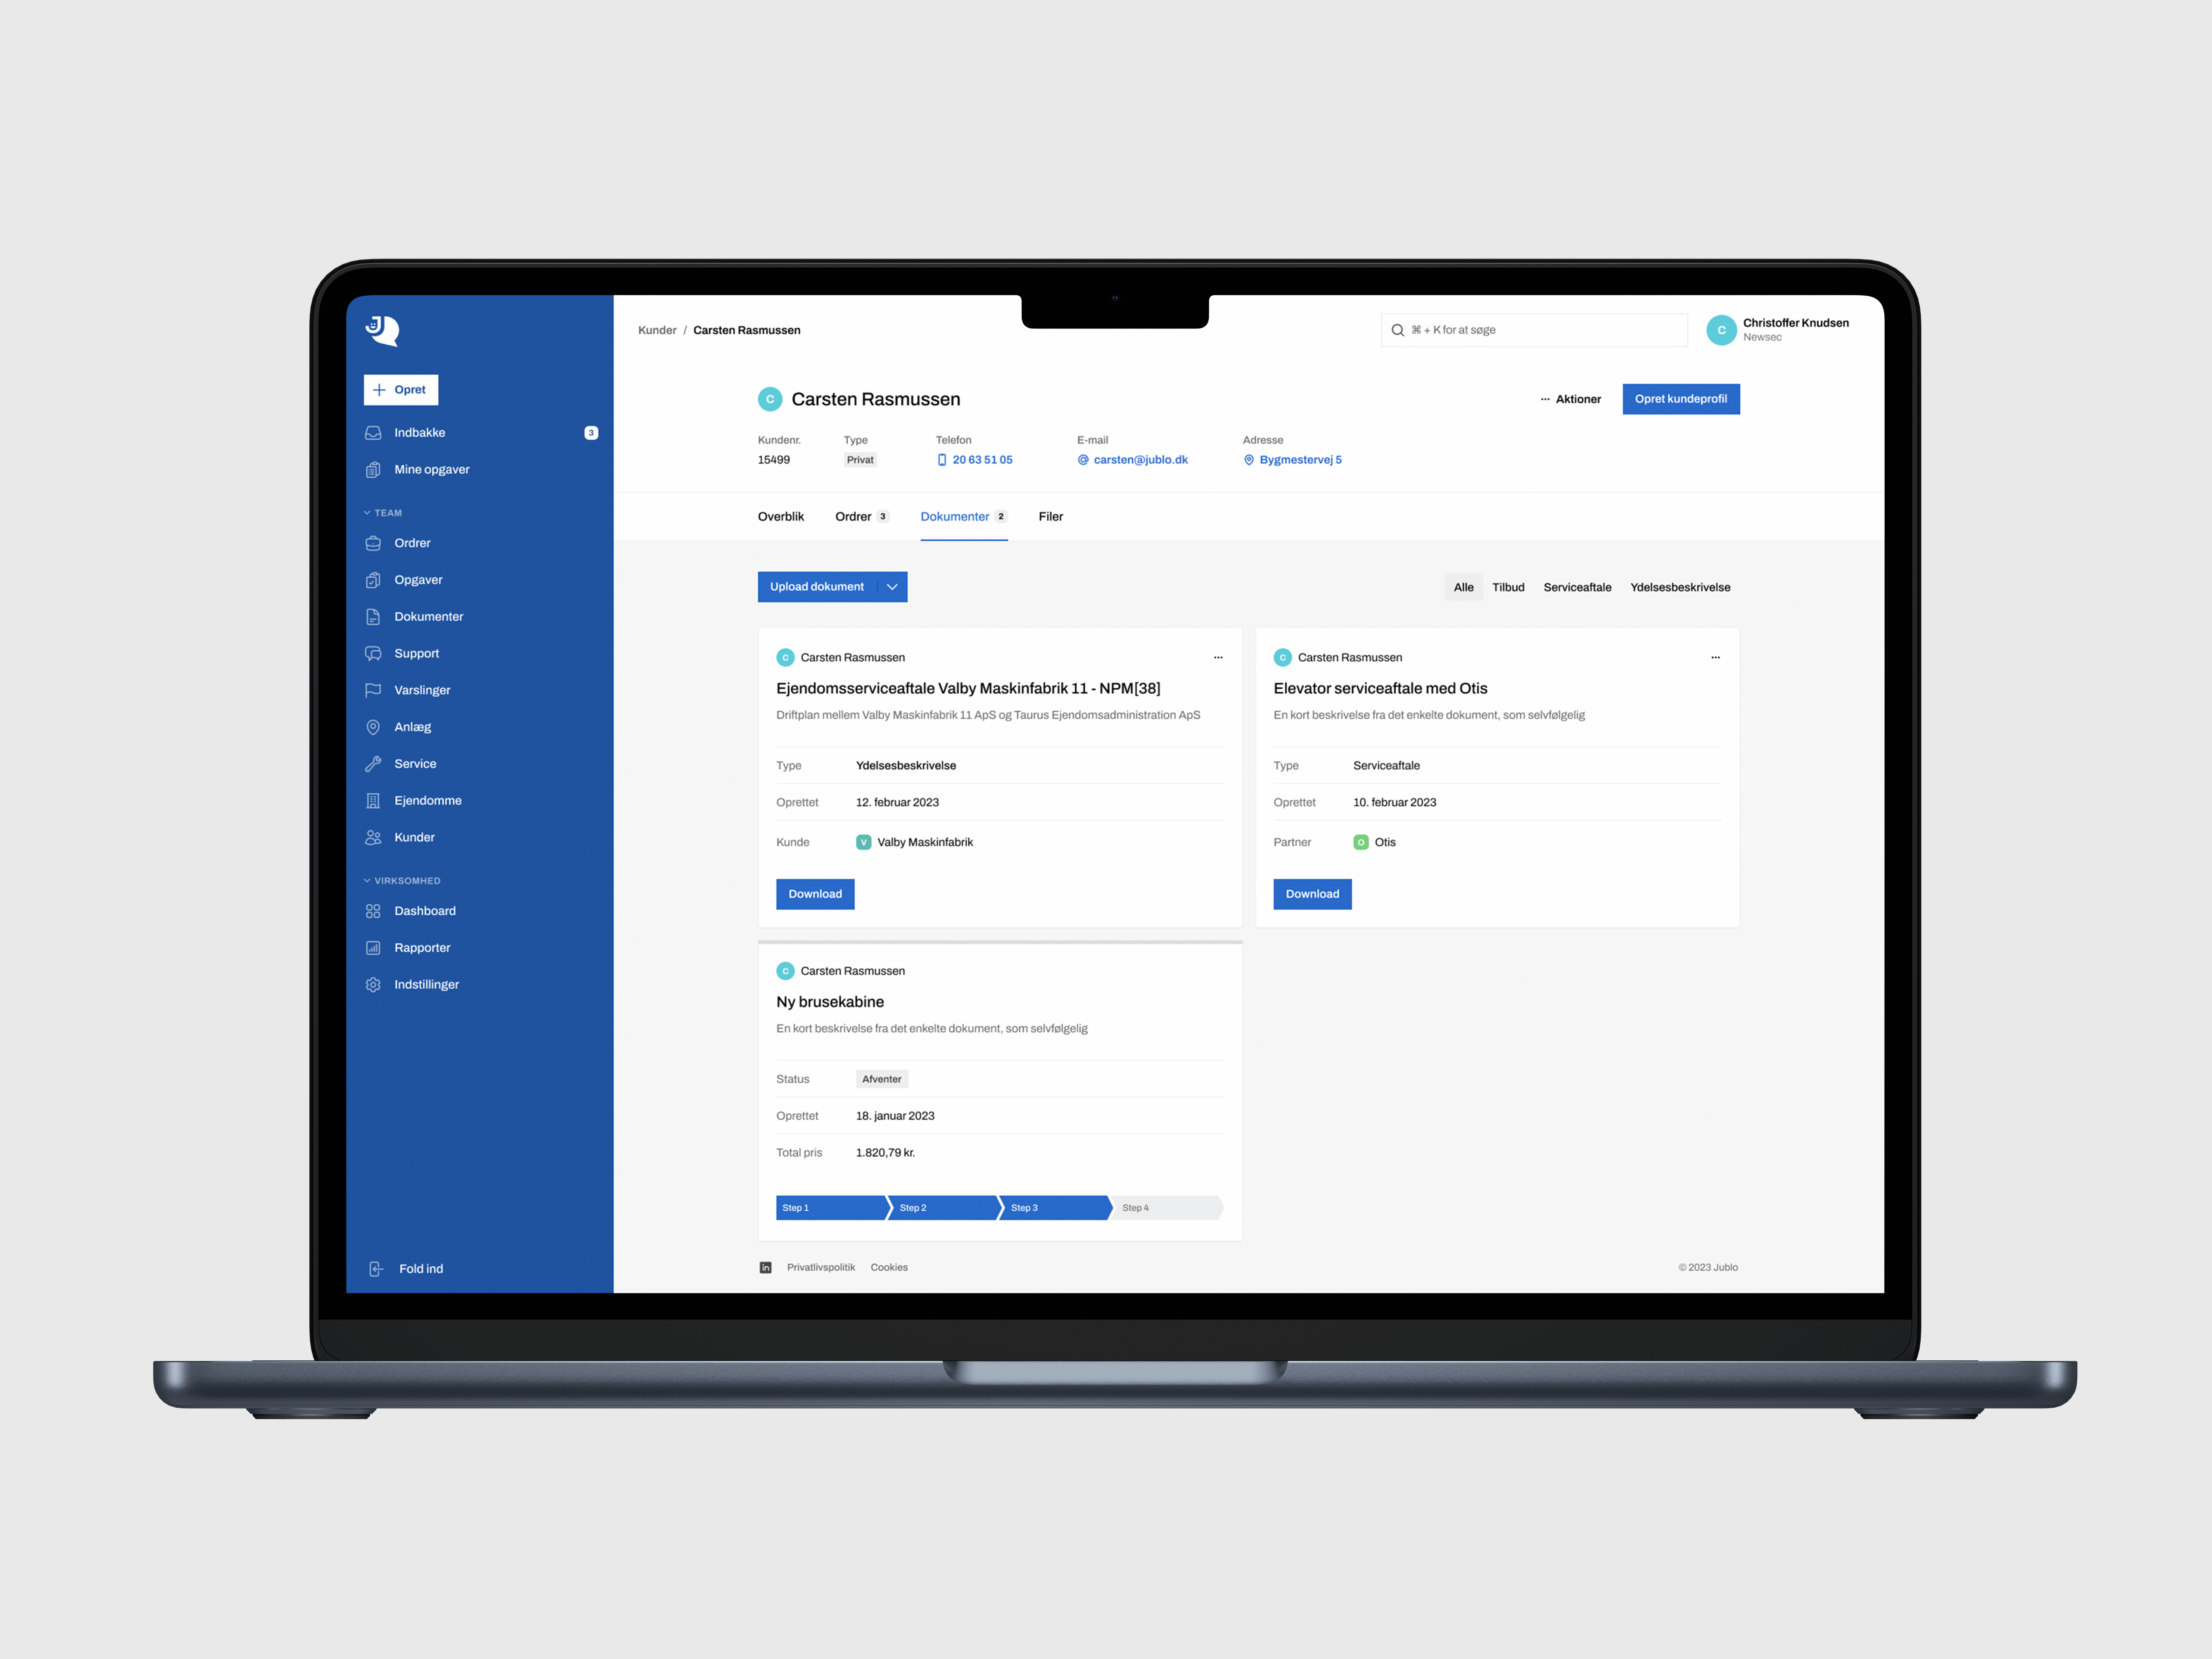 Kunder / Carsten Rasmussen
⌘ + K for at søge
C
Christoffer Knudsen
Newsec
Opret
Indbakke 3
Mine opgaver
TEAM
Ordrer
Opgaver
Dokumenter
Support
Varslinger
Anlæg
Service
Ejendomme
Kunder
VIRKSOMHED
Dashboard
Rapporter
Indstillinger
Fold ind
C Carsten Rasmussen
··· Aktioner
Opret kundeprofil
Kundenr. Type Telefon E-mail Adresse
15499 Privat 20 63 51 05 carsten@jublo.dk Bygmestervej 5
Overblik Ordrer 3 Dokumenter 2 Filer
Upload dokument
Alle Tilbud Serviceaftale Ydelsesbeskrivelse
C Carsten Rasmussen ···
Ejendomsserviceaftale Valby Maskinfabrik 11 - NPM[38]
Driftplan mellem Valby Maskinfabrik 11 ApS og Taurus Ejendomsadministration ApS
Type Ydelsesbeskrivelse
Oprettet 12. februar 2023
Kunde V Valby Maskinfabrik
Download
C Carsten Rasmussen ···
Elevator serviceaftale med Otis
En kort beskrivelse fra det enkelte dokument, som selvfølgelig
Type Serviceaftale
Oprettet 10. februar 2023
Partner O Otis
Download
C Carsten Rasmussen
Ny brusekabine
En kort beskrivelse fra det enkelte dokument, som selvfølgelig
Status Afventer
Oprettet 18. januar 2023
Total pris 1.820,79 kr.
Step 1 Step 2 Step 3 Step 4
in Privatlivspolitik Cookies
© 2023 Jublo